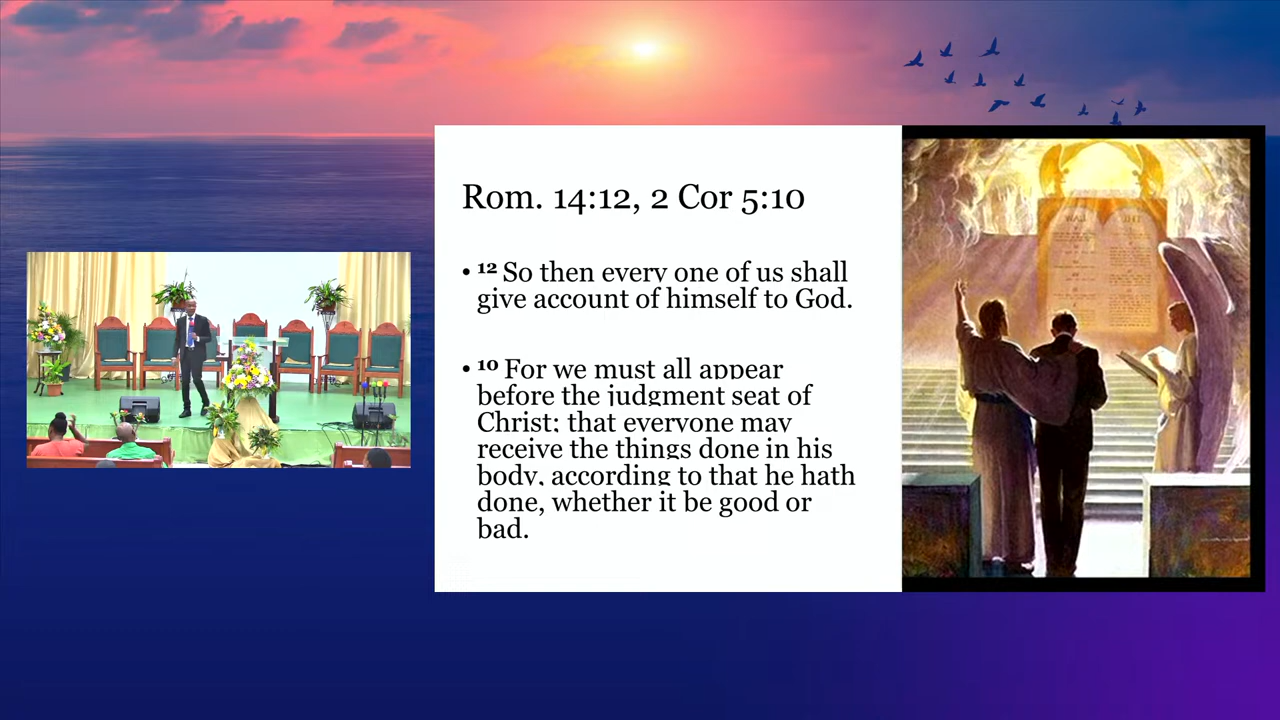 Rom. 14:12, 2 Cor 5:10
• 12 So then every one of us shall
give account of himself to God.
• 10 For we must all appear
before the judgment seat of
Christ; that everyone may
receive the things done in his
body, according to that he hath
done, whether it be good or
bad.
THE
LAW